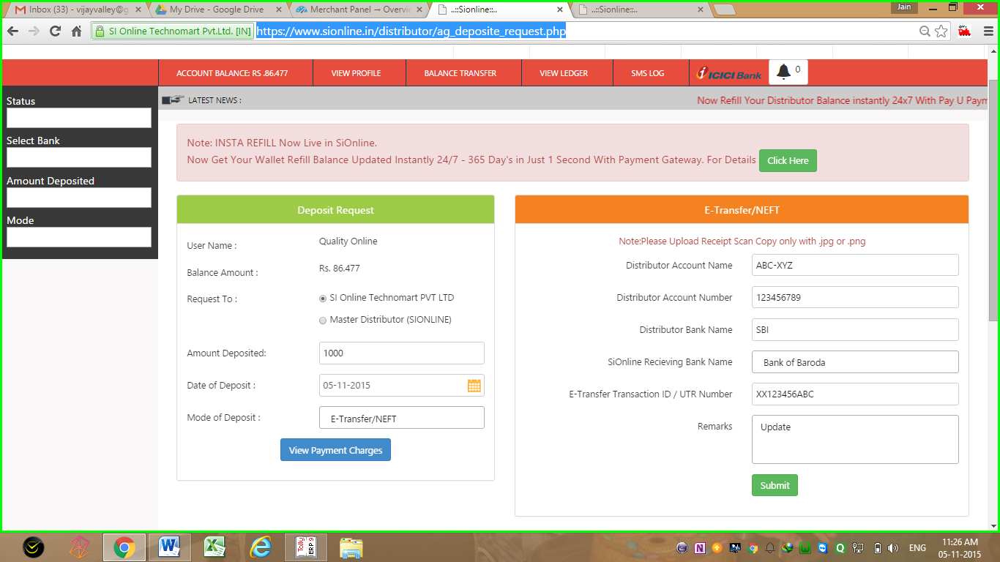 Inbox (33) - vijayvalley@g
My Drive - Google Drive
Merchant Panel → Overvie
..::Sionline::..
..::Sionline::..
Jain
SI Online Technomart Pvt.Ltd. [IN]
https://www.sionline.in/distributor/ag_deposite_request.php
ACCOUNT BALANCE: RS .86.477
VIEW PROFILE
BALANCE TRANSFER
VIEW LEDGER
SMS LOG
ICICI Bank
0
Status
Select Bank
Amount Deposited
Mode
LATEST NEWS :
Now Refill Your Distributor Balance instantly 24x7 With Pay U Paym
Note: INSTA REFILL Now Live in SiOnline.
Now Get Your Wallet Refill Balance Updated Instantly 24/7 - 365 Day's in Just 1 Second With Payment Gateway. For Details
Click Here
Deposit Request
User Name :
Quality Online
Balance Amount :
Rs. 86.477
Request To :
SI Online Technomart PVT LTD
Master Distributor (SIONLINE)
Amount Deposited:
1000
Date of Deposit :
05-11-2015
Mode of Deposit :
E-Transfer/NEFT
View Payment Charges
E-Transfer/NEFT
Note:Please Upload Receipt Scan Copy only with .jpg or .png
Distributor Account Name
ABC-XYZ
Distributor Account Number
123456789
Distributor Bank Name
SBI
SiOnline Recieving Bank Name
Bank of Baroda
E-Transfer Transaction ID / UTR Number
XX123456ABC
Remarks
Update
Submit
Tally
ERP 9
ENG
11:26 AM
05-11-2015